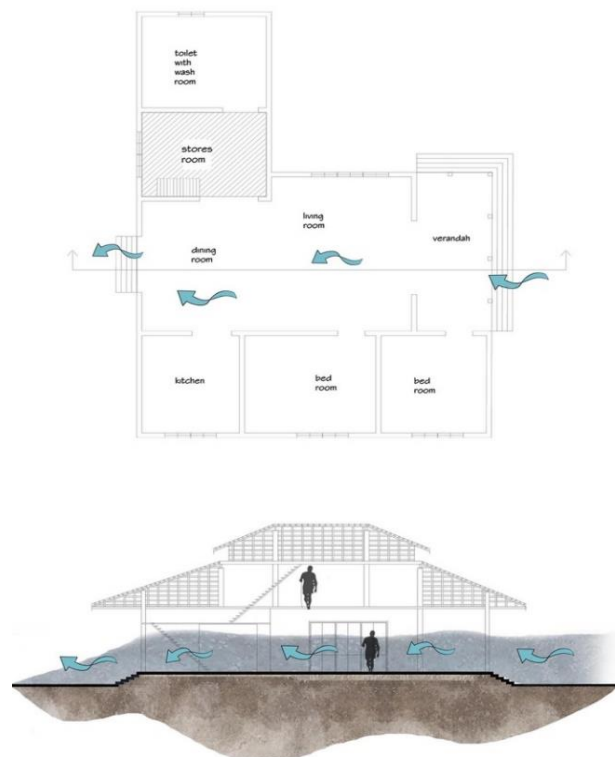 toilet
with
wash
room
stores
room
living
room
verandah
dining
room
kitchen
bed
room
bed
room